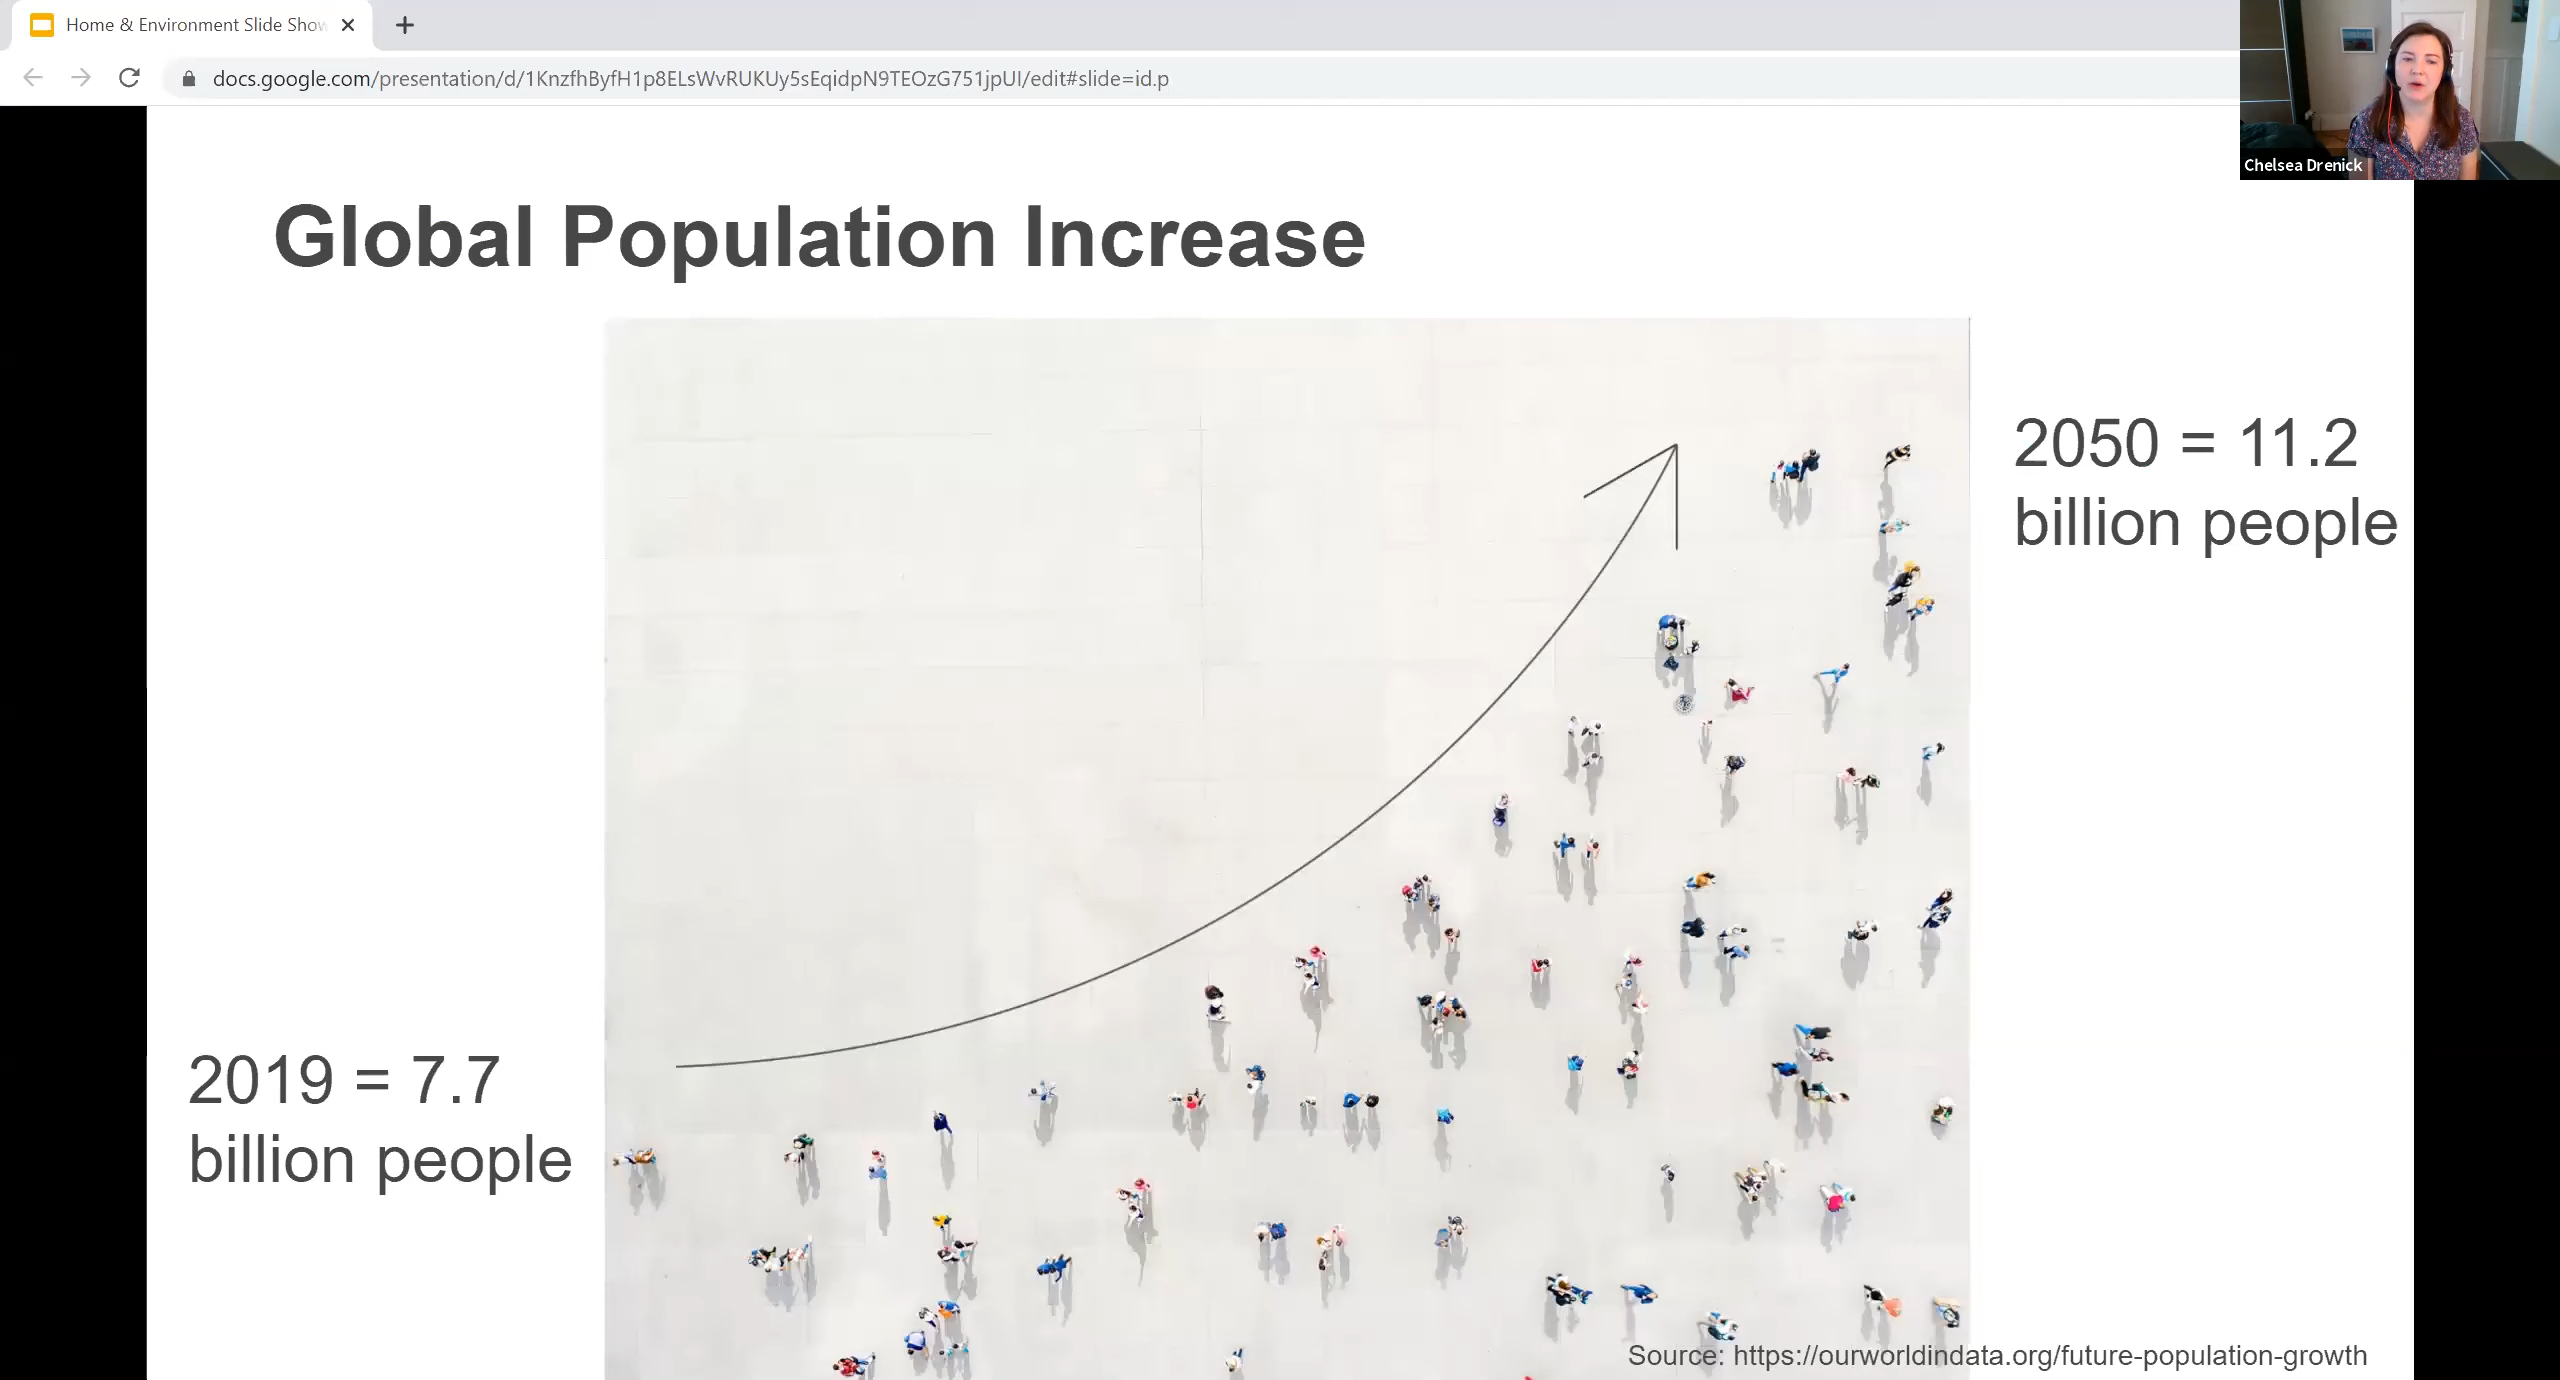 Home & Environment Slide Show
docs.google.com/presentation/d/1KnzfhByfH1p8ELsWvRUKUy5sEqidpN9TEOzG751jpUI/edit#slide=id.p
Chelsea Drenick
Global Population Increase
2050 = 11.2
billion people
2019 = 7.7
billion people
Source: https://ourworldindata.org/future-population-growth